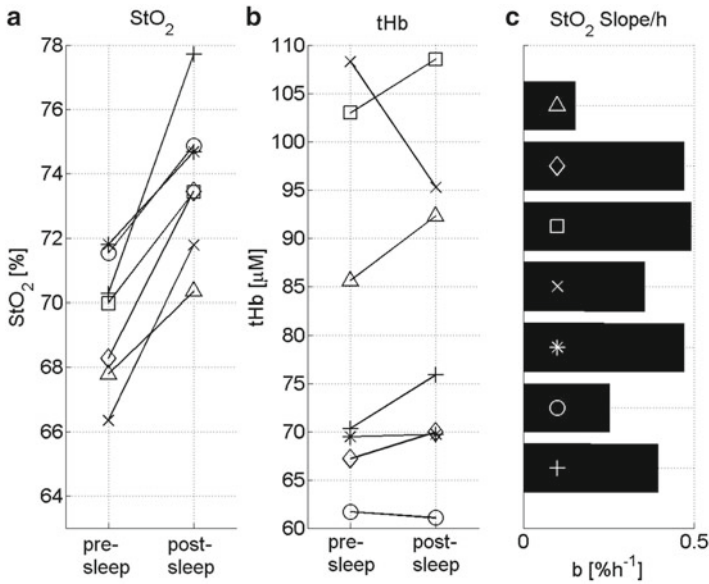 a
StO2
b
tHb
c
StO2 Slope/h
78
76
74
72
70
68
66
64
StO2 [%]
pre-
sleep
post-
sleep
110
105
100
95
90
85
80
75
70
65
60
tHb [µM]
pre-
sleep
post-
sleep
0
0.5
b [%h-1]